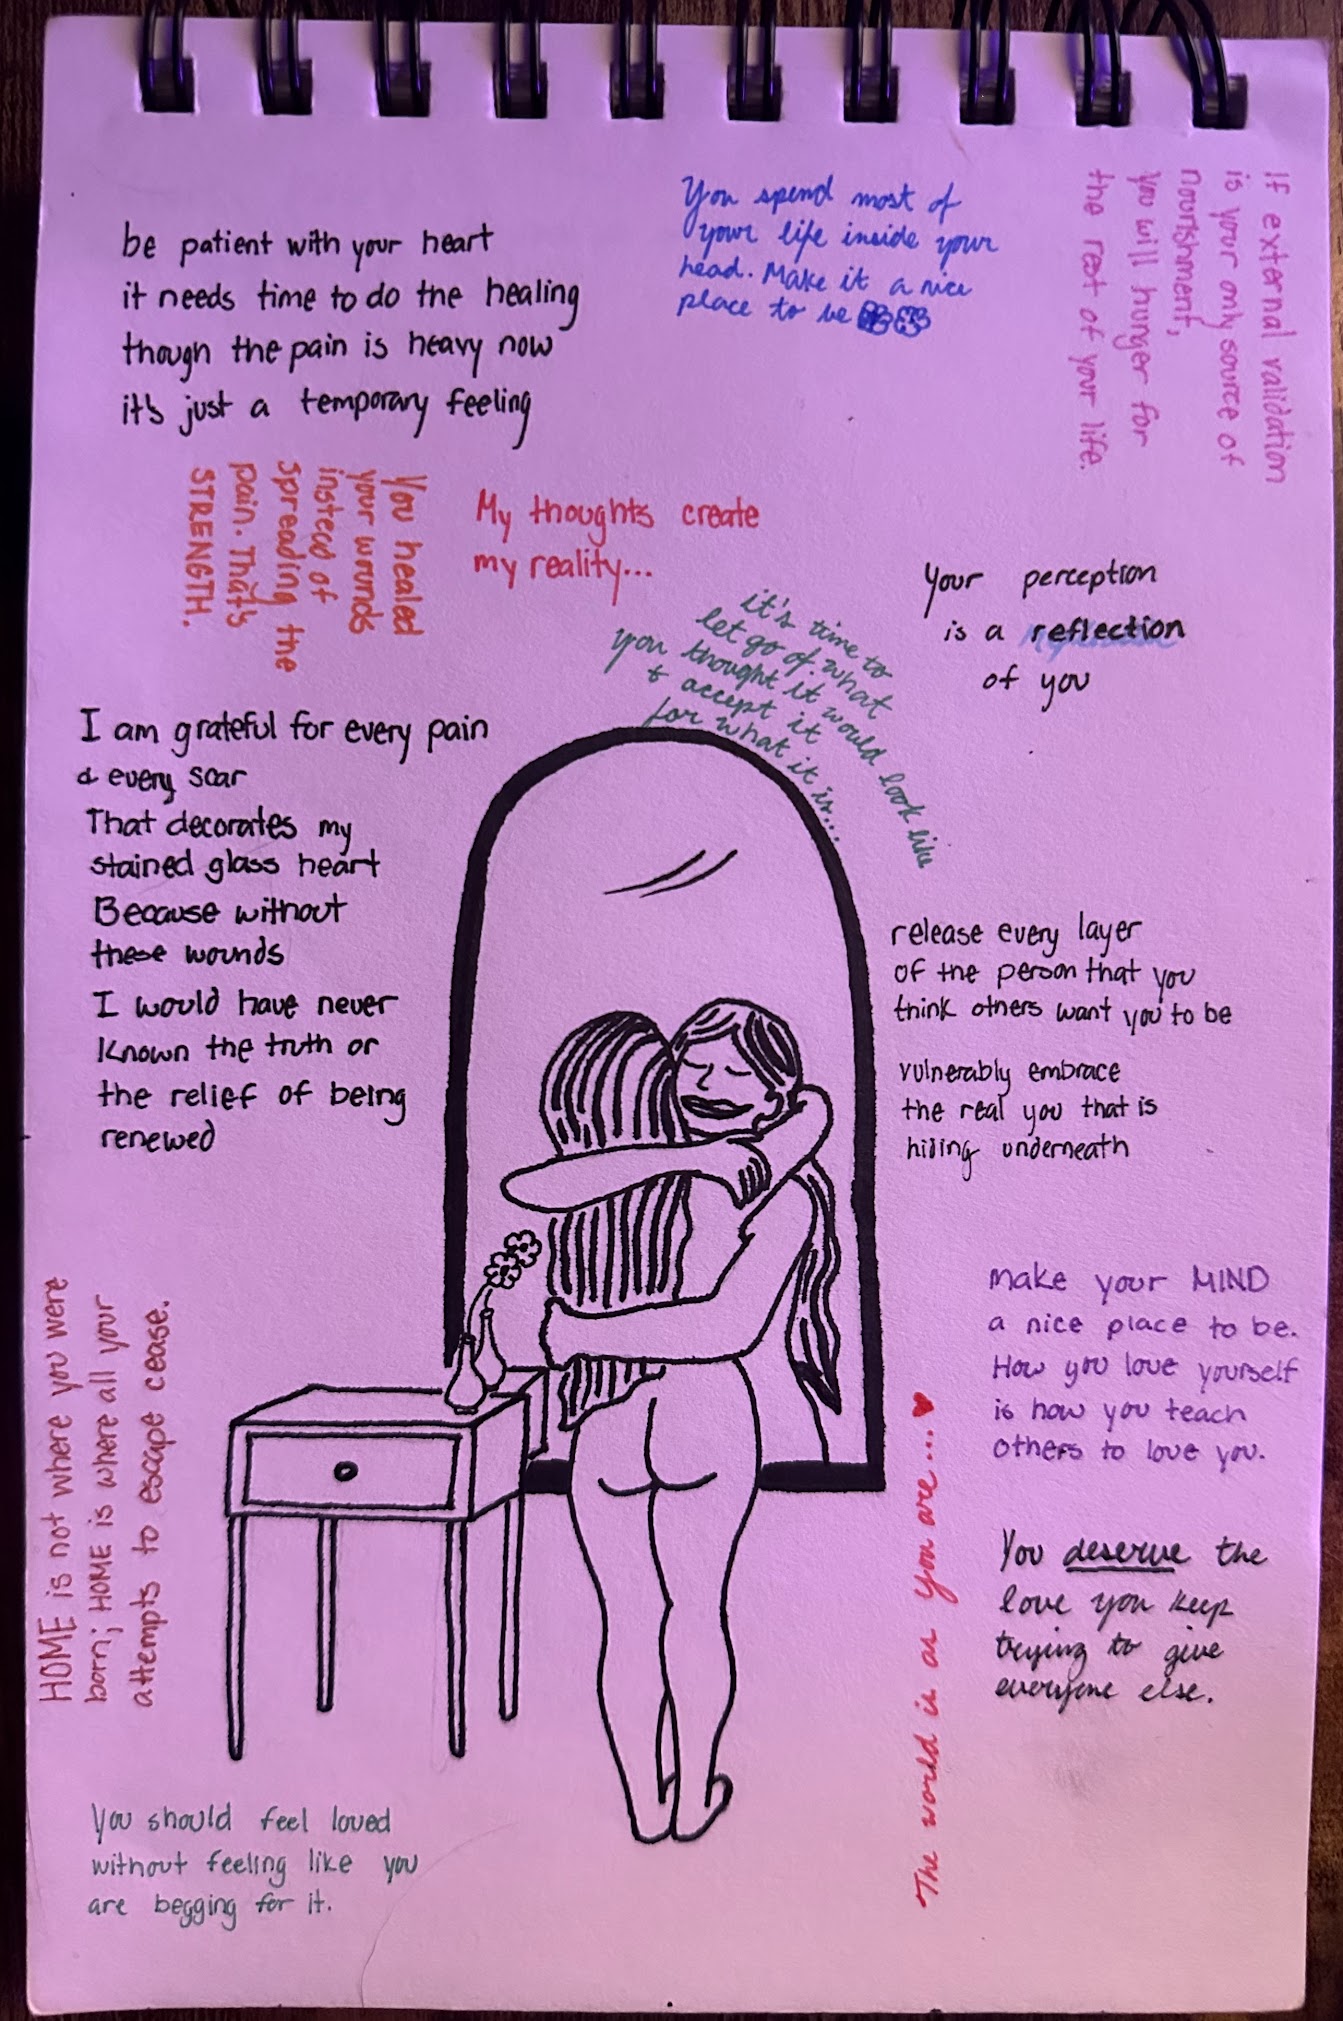 be patient with your heart
it needs time to do the healing
though the pain is heavy now
it's just a temporary feeling
You spend most of
your life inside your
head. Make it a nice
place to be
If external validation
is your only source of
nourishment,
you will hunger for
the rest of your life.
You healed
your wounds
instead of
spreading the
pain. That's
STRENGTH.
My thoughts create
my reality...
it's time to
let go of what
you thought it would look like
& accept it
for what it is...
Your perception
is a reflection
of you
I am grateful for every pain
& every scar
That decorates my
stained glass heart
Because without
these wounds
I would have never
known the truth or
the relief of being
renewed
release every layer
of the person that you
think others want you to be
vulnerably embrace
the real you that is
hiding underneath
HOME is not where you were
born; HOME is where all your
attempts to escape cease.
make your MIND
a nice place to be.
How you love yourself
is how you teach
others to love you.
The world is as you are...
You deserve the
love you keep
trying to give
everyone else.
You should feel loved
without feeling like you
are begging for it.